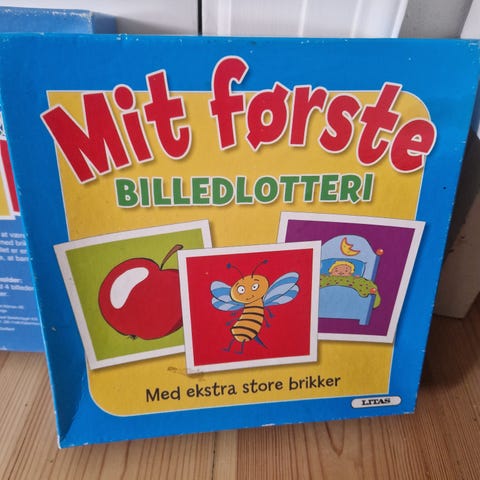 Mit første
BILLEDLOTTERI
Med ekstra store brikker
LITAS